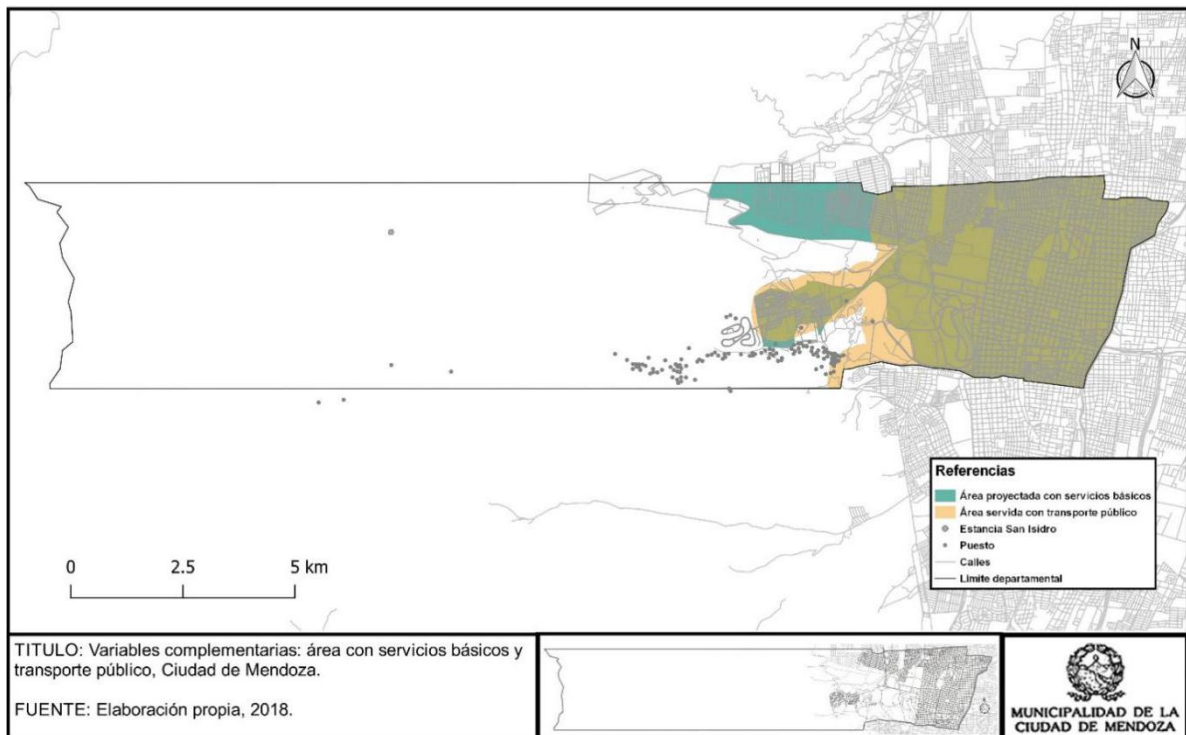 N
Referencias
Área proyectada con servicios básicos
Área servida con transporte público
Estancia San Isidro
Puesto
Calles
Límite departamental
0 2.5 5 km
TITULO: Variables complementarias: área con servicios básicos y
transporte público, Ciudad de Mendoza.
FUENTE: Elaboración propia, 2018.
MUNICIPALIDAD DE LA
CIUDAD DE MENDOZA